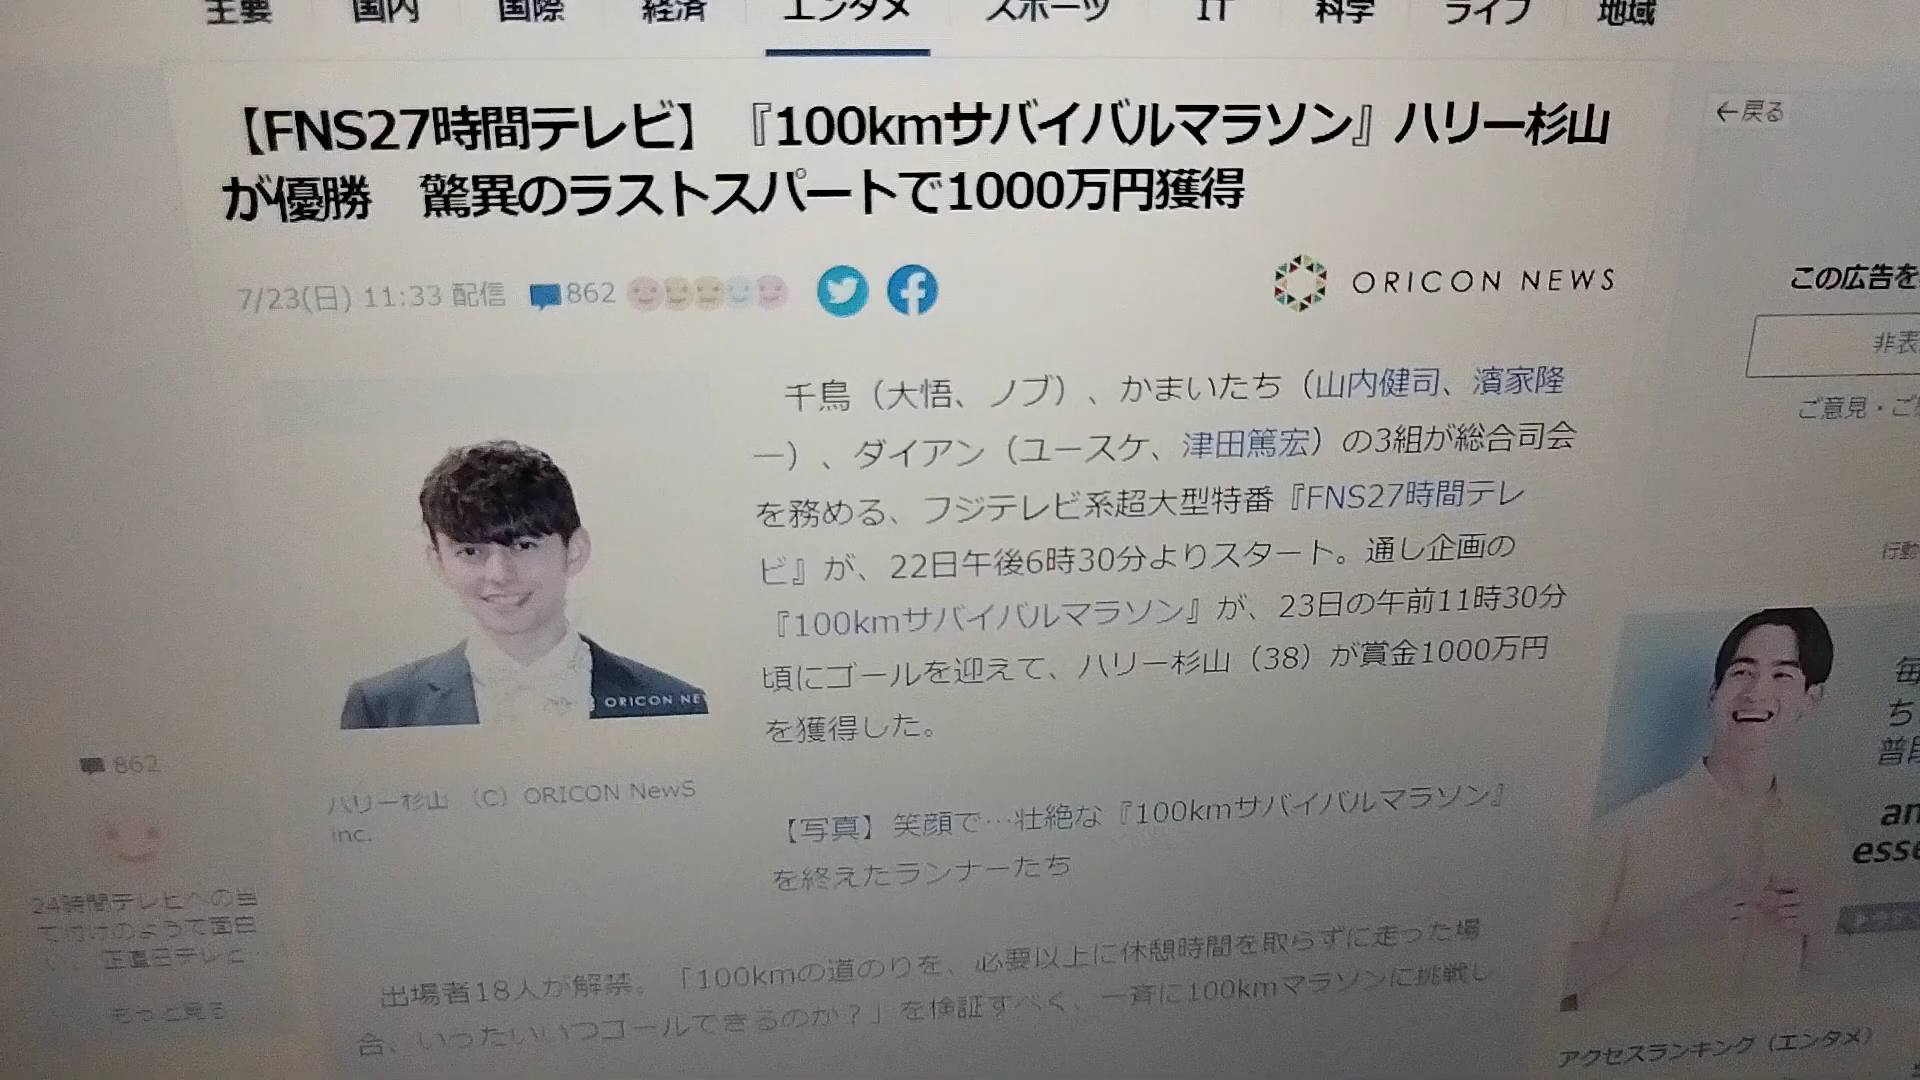 主要 国内 国際 経済 エンタメ スポーツ IT 科学 ライフ 地域
【FNS27時間テレビ】『100kmサバイバルマラソン』ハリー杉山
が優勝　驚異のラストスパートで1000万円獲得
7/23(日) 11:33 配信 862
ORICON NEWS
←戻る
この広告を
非表
ご意見・ご
行動
千鳥（大悟、ノブ）、かまいたち（山内健司、濱家隆
一）、ダイアン（ユースケ、津田篤宏）の3組が総合司会
を務める、フジテレビ系超大型特番『FNS27時間テレ
ビ』が、22日午後6時30分よりスタート。通し企画の
『100kmサバイバルマラソン』が、23日の午前11時30分
頃にゴールを迎えて、ハリー杉山（38）が賞金1000万円
を獲得した。
ORICON NE
ハリー杉山 （C）ORICON NewS
inc.
【写真】笑顔で…壮絶な『100kmサバイバルマラソン』
を終えたランナーたち
出場者18人が解禁。「100kmの道のりを、必要以上に休憩時間を取らずに走った場
合、いったいいつゴールできるのか？」を検証すべく、一斉に100kmマラソンに挑戦し
862
24時間テレビへの当
て付けのようで面白
い、正直日テレビ…
もっと見る
毎
ち
普段
an
esse
アクセスランキング（エンタメ）